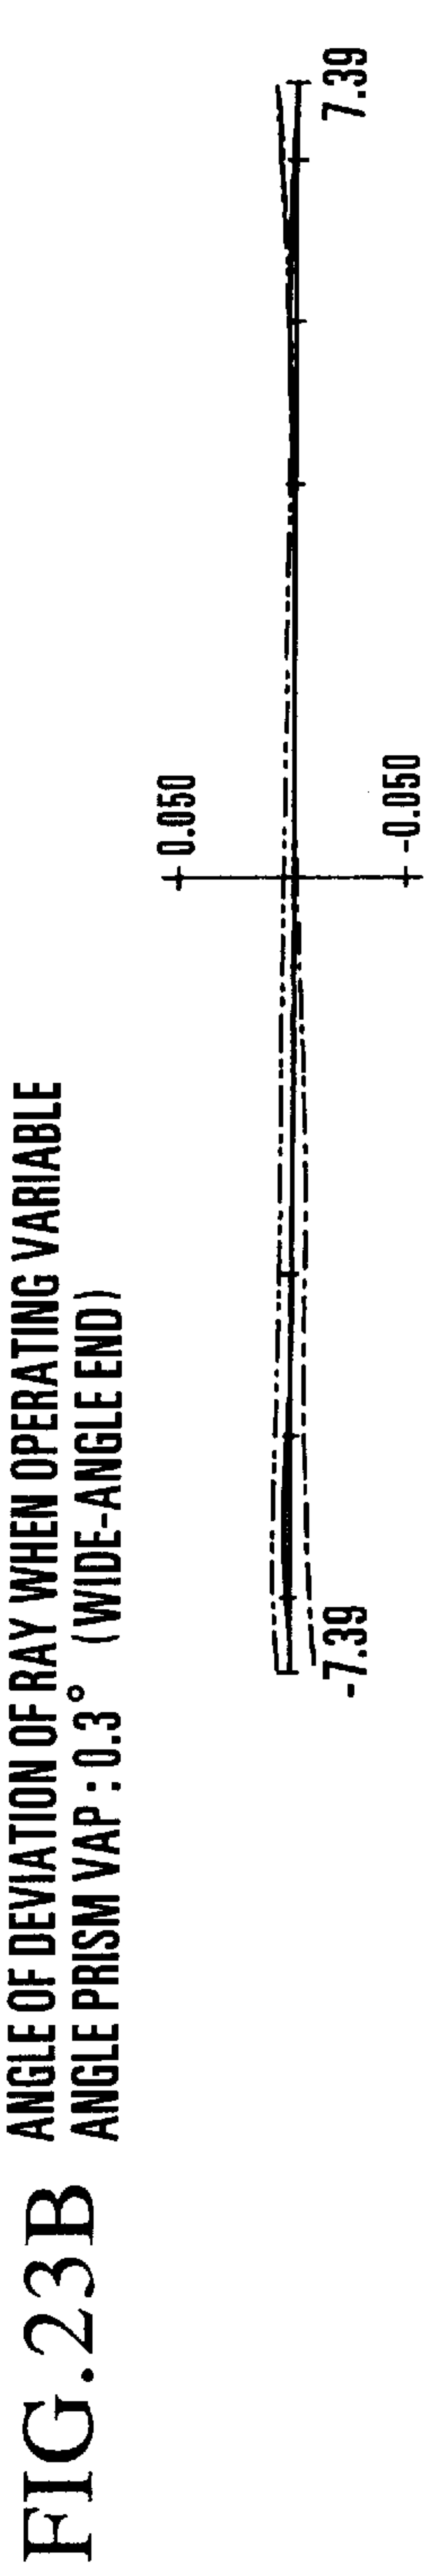 FIG.23B
ANGLE OF DEVIATION OF RAY WHEN OPERATING VARIABLE
ANGLE PRISM VAP : 0.3° (WIDE-ANGLE END)
0.050
-7.39
7.39
-0.050